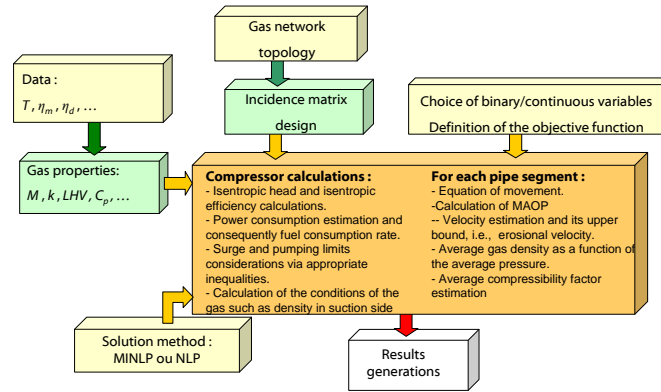 Gas network
topology
Data :
T , ηm , ηd , …
Incidence matrix
design
Choice of binary/continuous variables
Definition of the objective function
Gas properties:
M , k , LHV , Cp , …
Compressor calculations :
- Isentropic head and isentropic
efficiency calculations.
- Power consumption estimation and
consequently fuel consumption rate.
- Surge and pumping limits
considerations via appropriate
inequalities.
- Calculation of the conditions of the
gas such as density in suction side
For each pipe segment :
- Equation of movement.
-Calculation of MAOP
-- Velocity estimation and its upper
bound, i.e., erosional velocity.
- Average gas density as a function of
the average pressure.
- Average compressibility factor
estimation
Solution method :
MINLP ou NLP
Results
generations